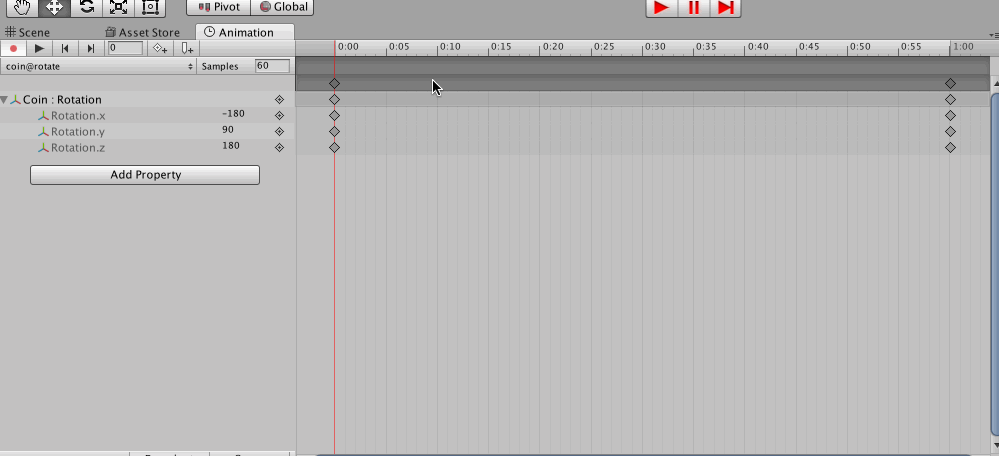 Pivot Global
Scene Asset Store Animation
0 0:00 0:05 0:10 0:15 0:20 0:25 0:30 0:35 0:40 0:45 0:50 0:55 1:00
coin@rotate Samples 60
Coin : Rotation
Rotation.x -180
Rotation.y 90
Rotation.z 180
Add Property